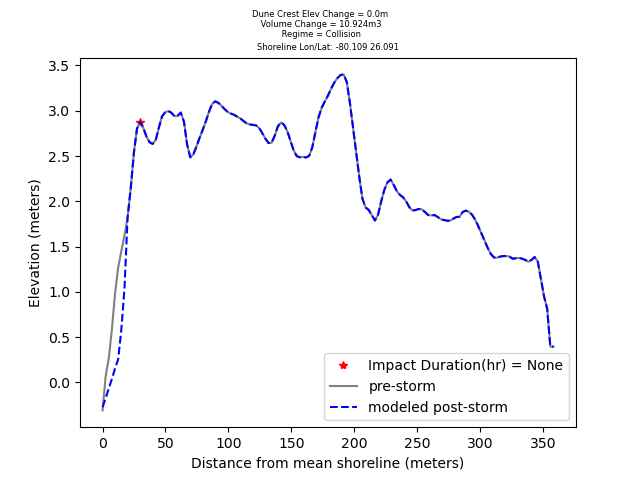 Dune Crest Elev Change = 0.0m
Volume Change = 10.924m3
Regime = Collision
Shoreline Lon/Lat: -80.109 26.091
3.5
3.0
2.5
2.0
1.5
1.0
0.5
0.0
Elevation (meters)
Impact Duration(hr) = None
pre-storm
modeled post-storm
0 50 100 150 200 250 300 350
Distance from mean shoreline (meters)